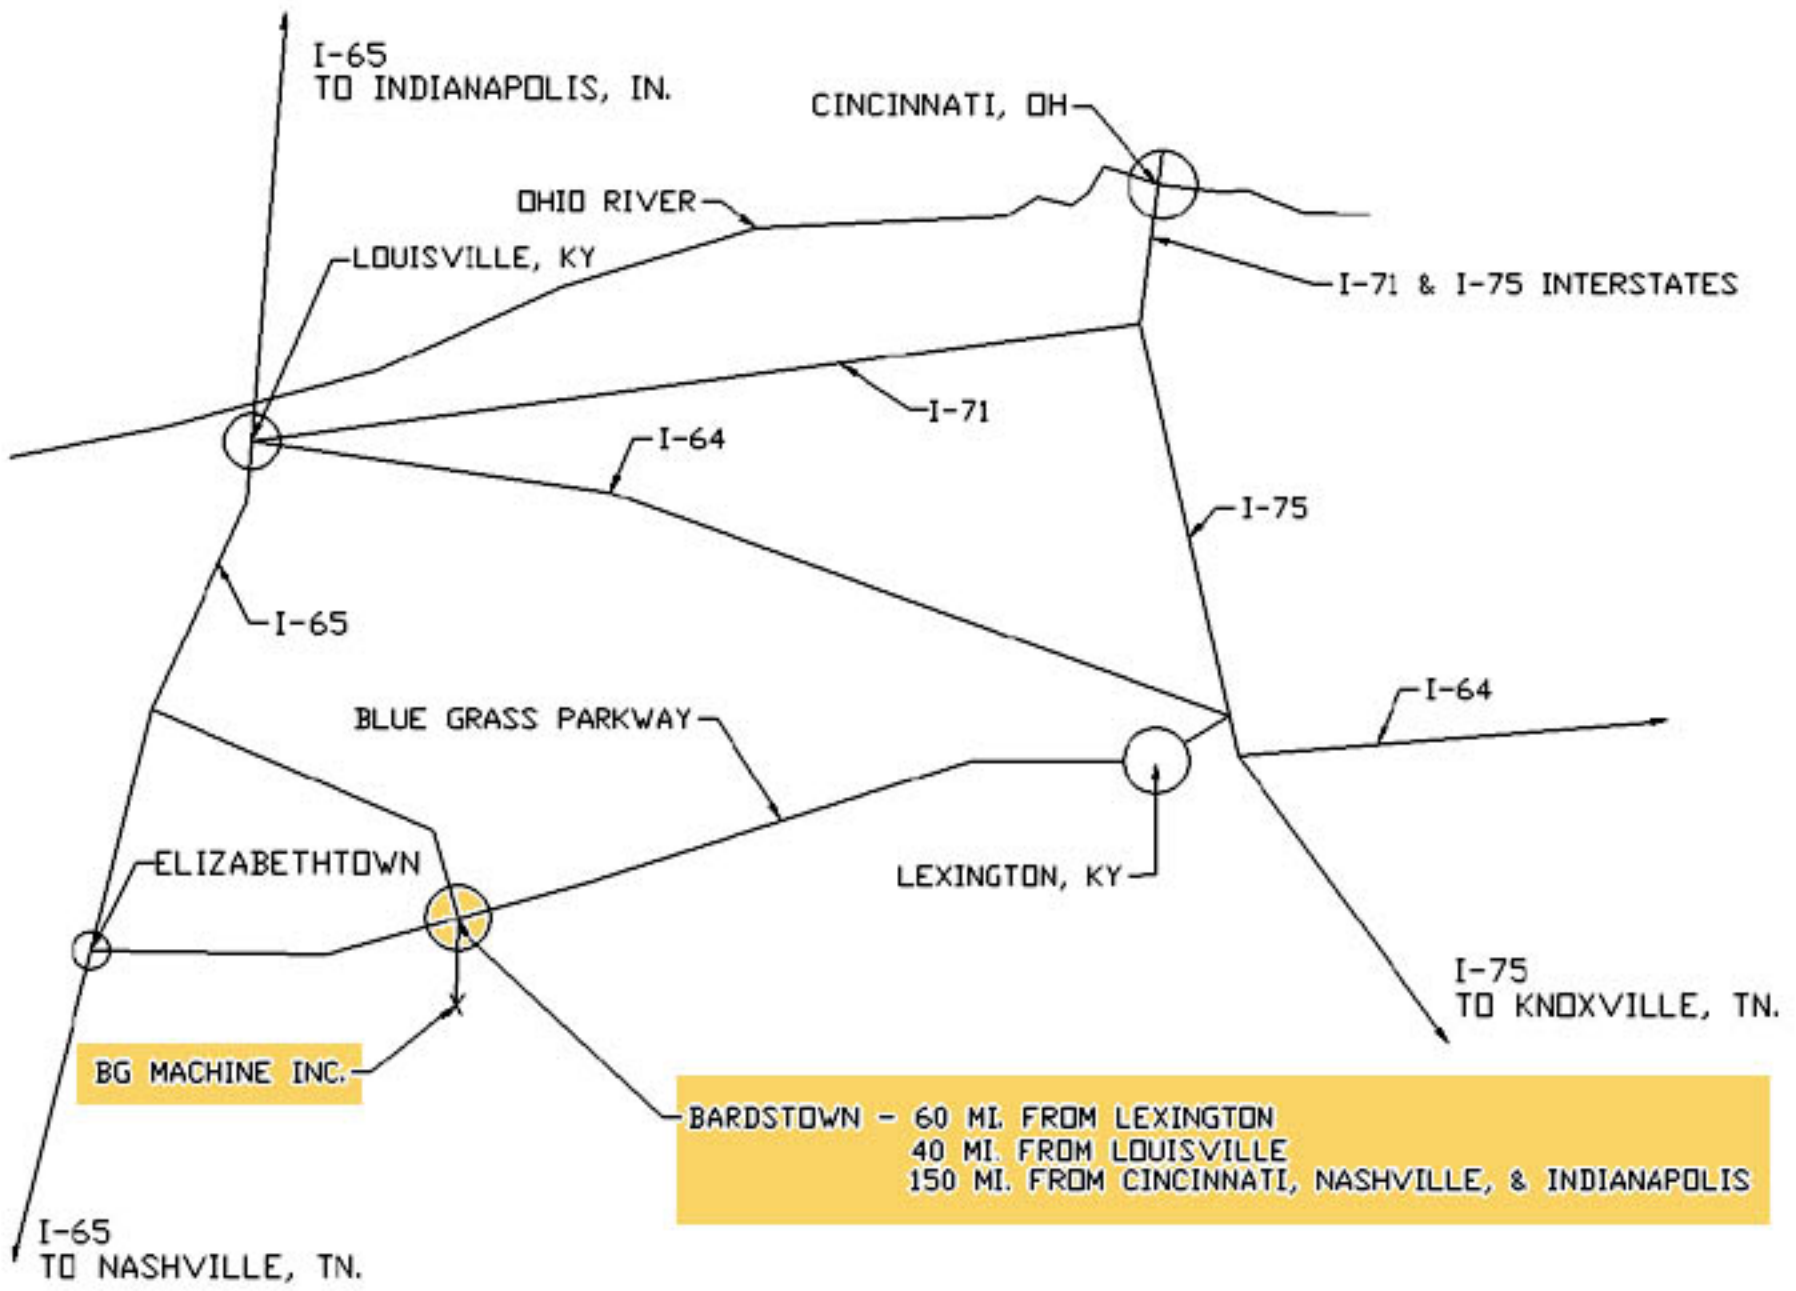 I-65
TO INDIANAPOLIS, IN.
CINCINNATI, OH
OHIO RIVER
LOUISVILLE, KY
I-71 & I-75 INTERSTATES
I-71
I-64
I-75
I-65
I-64
BLUE GRASS PARKWAY
ELIZABETHTOWN
LEXINGTON, KY
I-75
TO KNOXVILLE, TN.
BG MACHINE INC.
BARDSTOWN - 60 MI. FROM LEXINGTON
40 MI. FROM LOUISVILLE
150 MI. FROM CINCINNATI, NASHVILLE, & INDIANAPOLIS
I-65
TO NASHVILLE, TN.